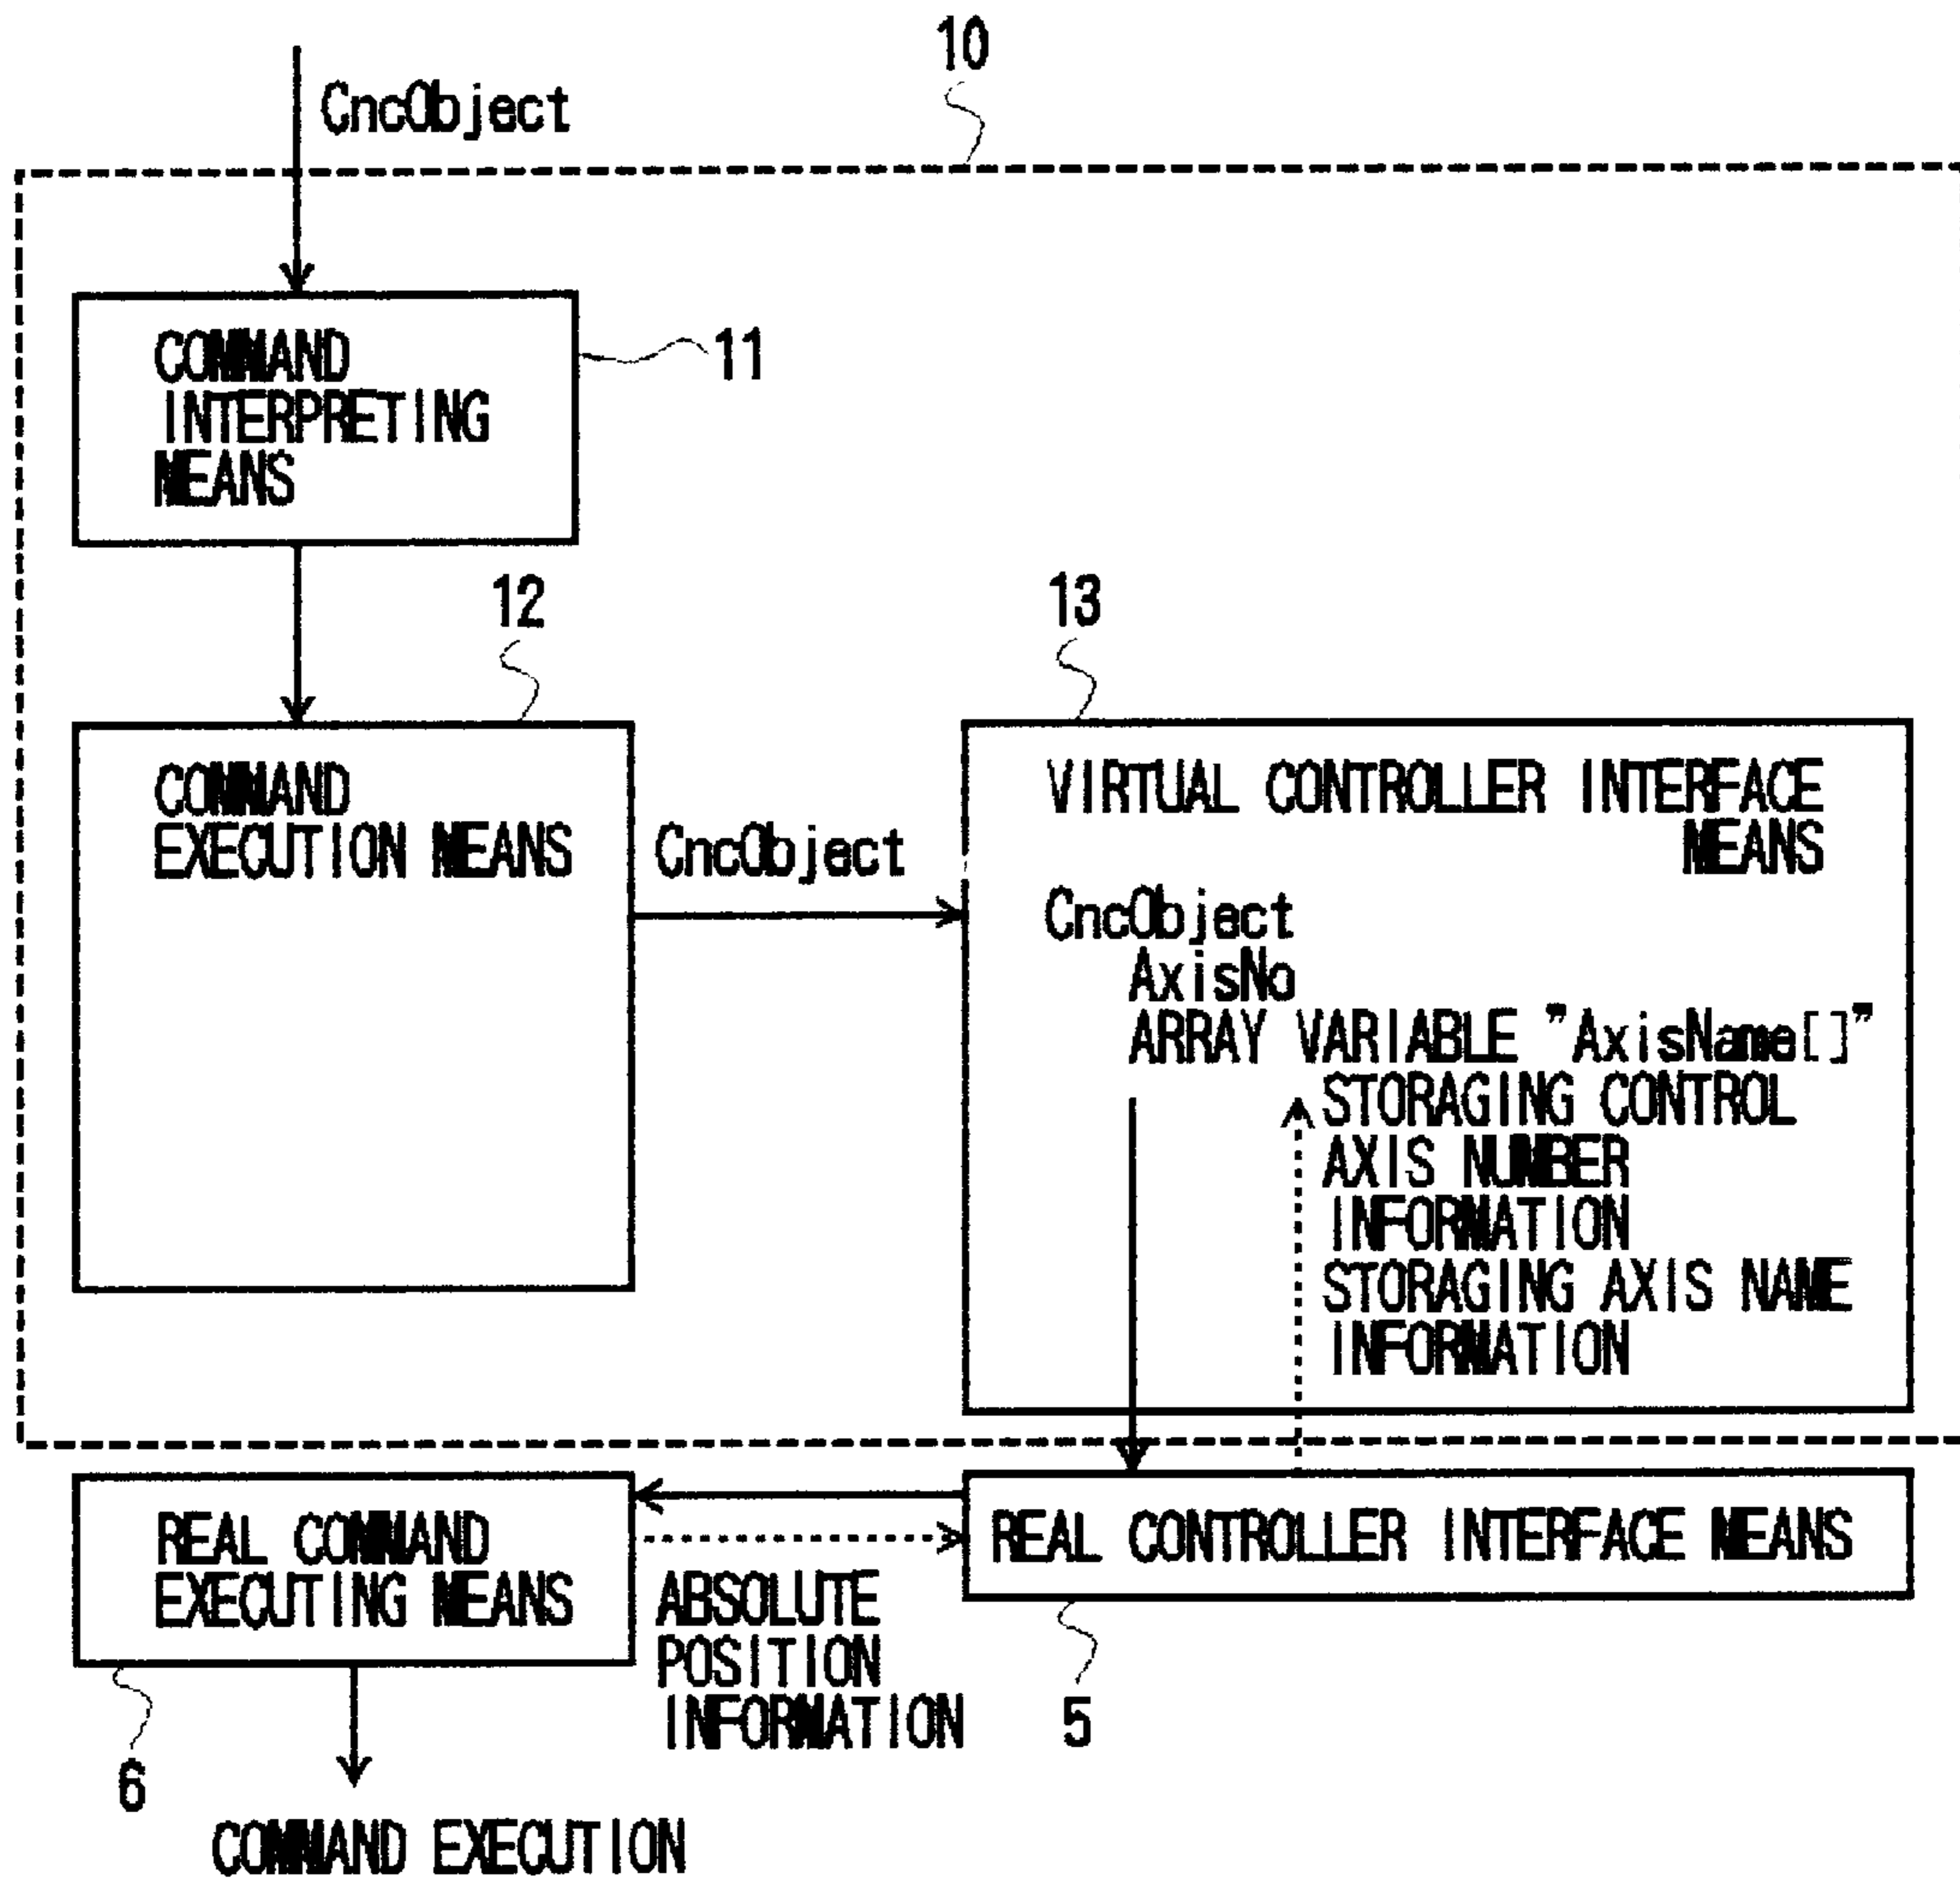 10
CncObject
COMMAND
INTERPRETING
MEANS
11
12
13
COMMAND
EXECUTION MEANS
CncObject
VIRTUAL CONTROLLER INTERFACE
MEANS
CncObject
AxisNo
ARRAY VARIABLE "AxisName[]"
STORAGING CONTROL
AXIS NUMBER
INFORMATION
STORAGING AXIS NAME
INFORMATION
REAL COMMAND
EXECUTING MEANS
REAL CONTROLLER INTERFACE MEANS
ABSOLUTE
POSITION
INFORMATION
5
6
COMMAND EXECUTION